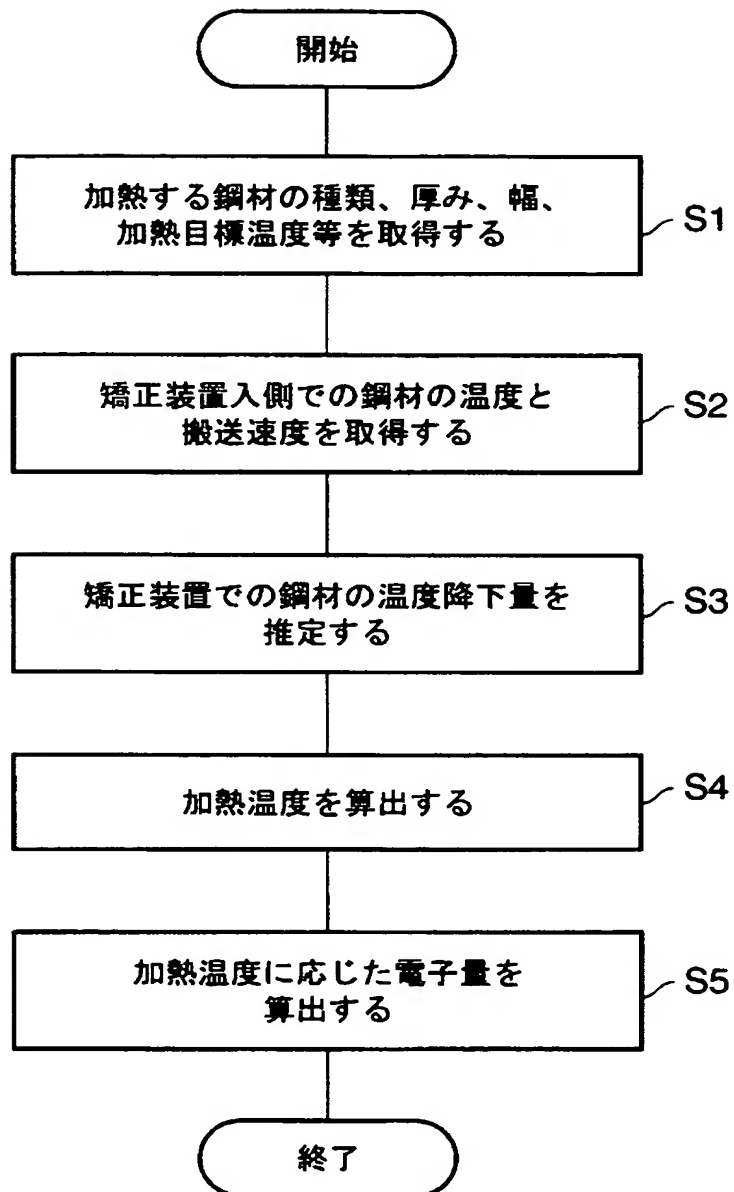 開始
加熱する鋼材の種類、厚み、幅、
加熱目標温度等を取得する
S1
矯正装置入側での鋼材の温度と
搬送速度を取得する
S2
矯正装置での鋼材の温度降下量を
推定する
S3
加熱温度を算出する
S4
加熱温度に応じた電子量を
算出する
S5
終了